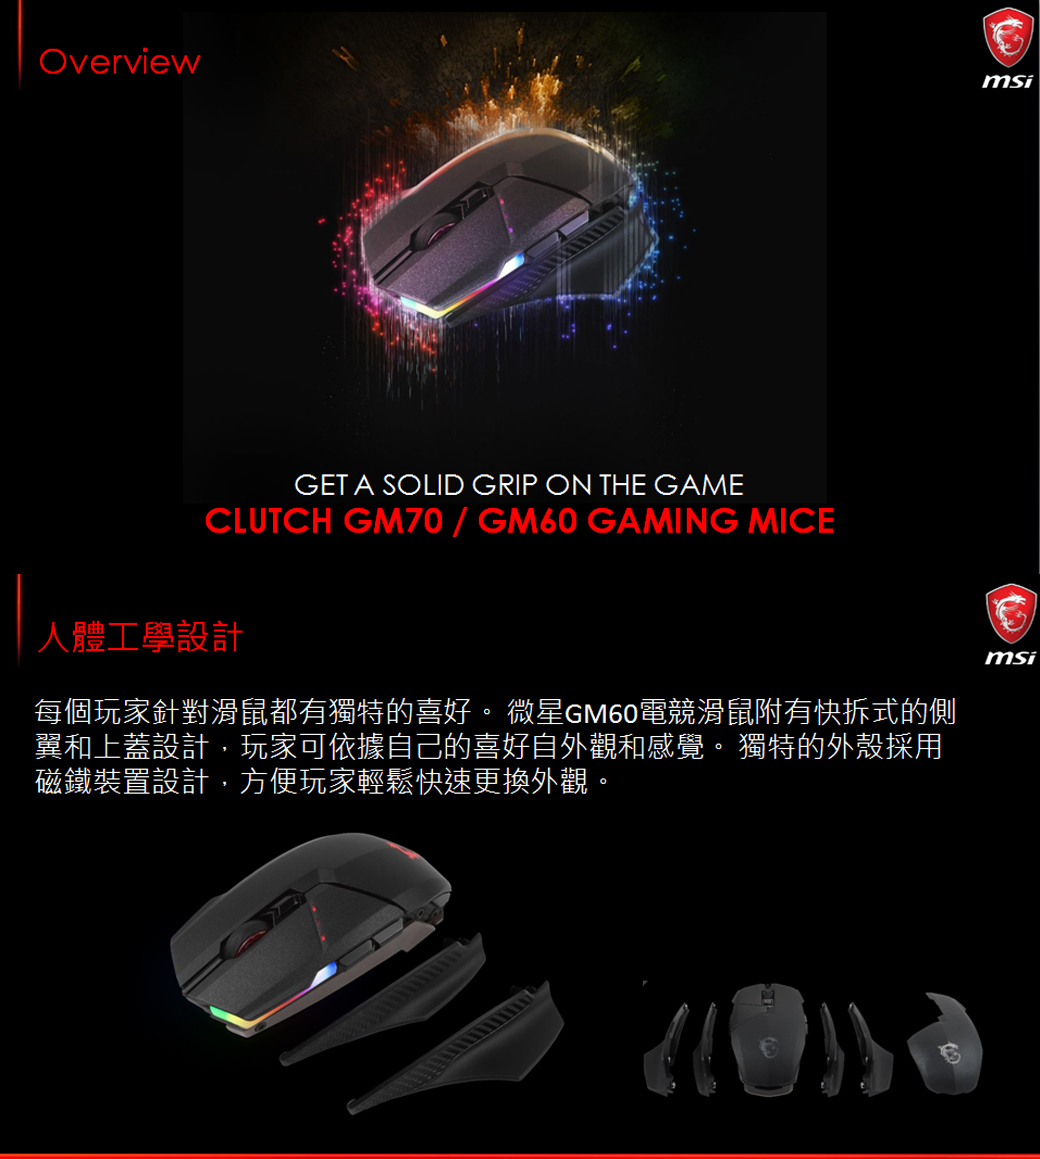 Overview
msi
GET A SOLID GRIP ON THE GAME
CLUTCH GM70 / GM60 GAMING MICE
人體工學設計
msi
每個玩家針對滑鼠都有獨特的喜好。 微星GM60電競滑鼠附有快拆式的側
翼和上蓋設計，玩家可依據自己的喜好自外觀和感覺。 獨特的外殼採用
磁鐵裝置設計，方便玩家輕鬆快速更換外觀。